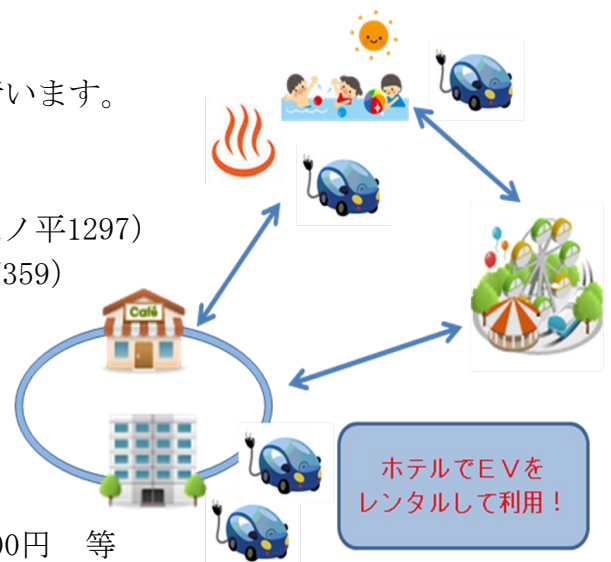 います。
ノ平1297)
359)
Café
ホテルでEVを
レンタルして利用！
00円　等